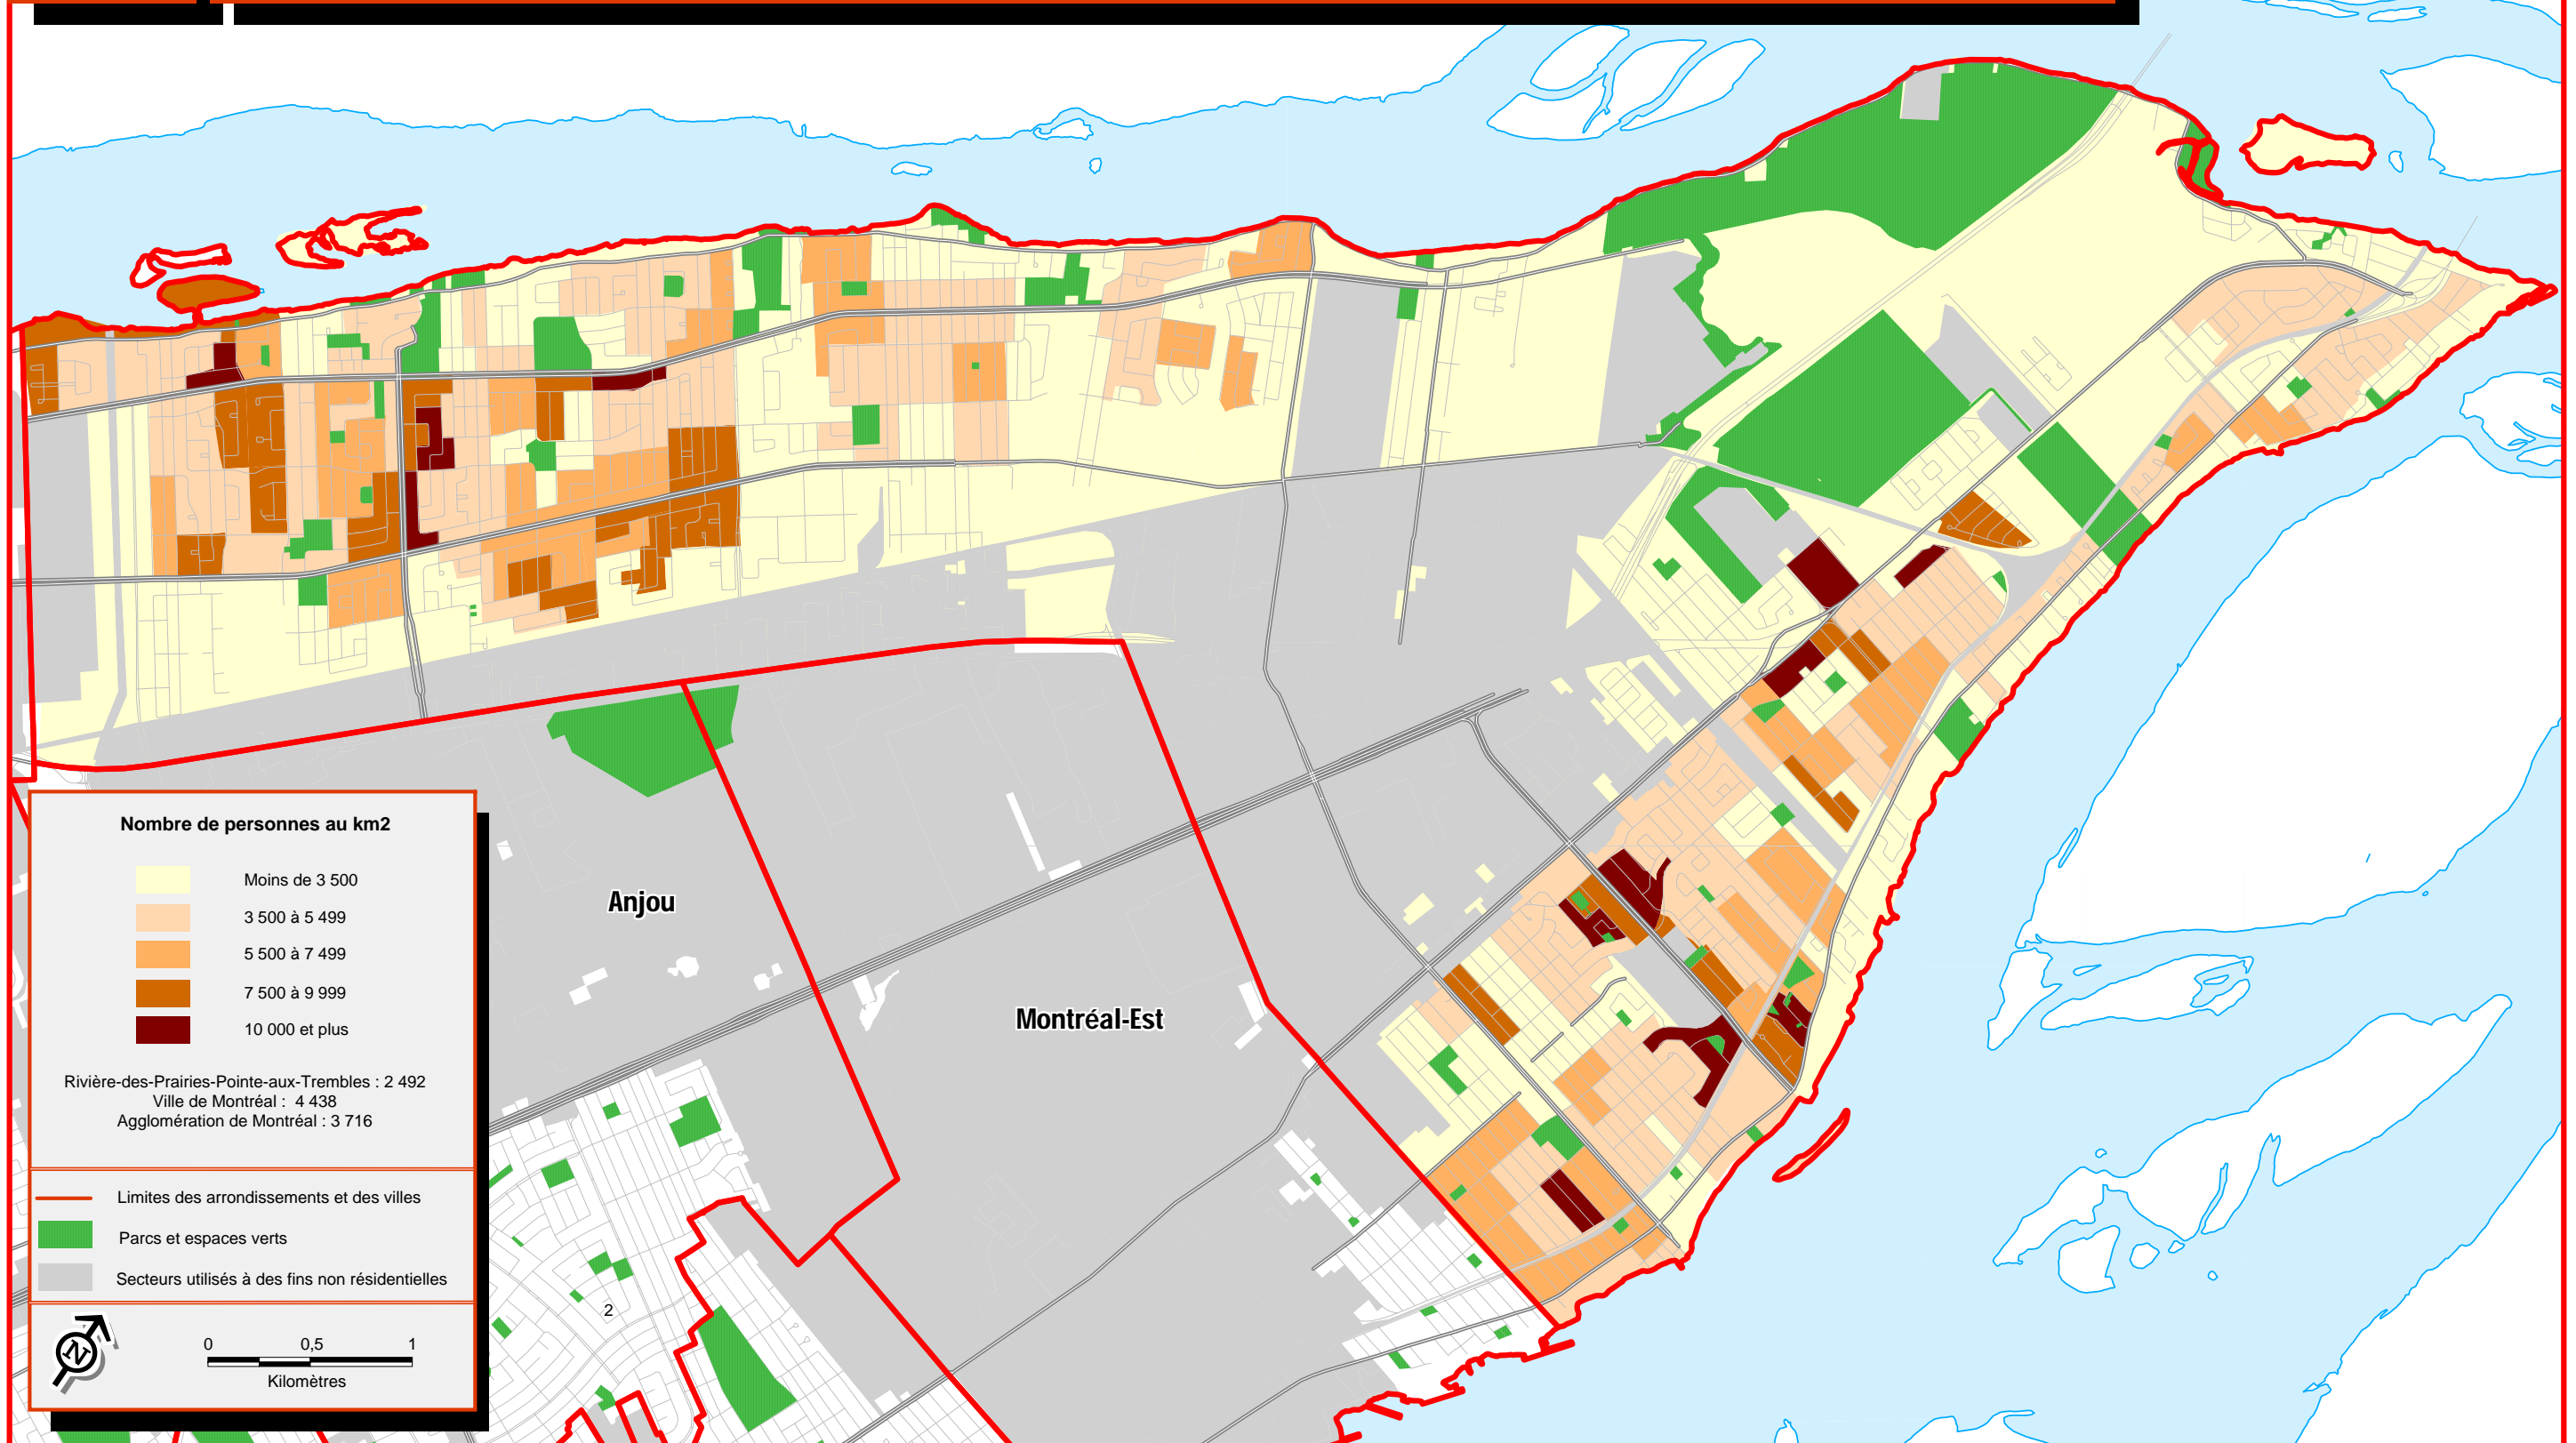 Anjou
Montréal-Est
Nombre de personnes au km2
Moins de 3 500
3 500 à 5 499
5 500 à 7 499
7 500 à 9 999
10 000 et plus
Rivière-des-Prairies-Pointe-aux-Trembles : 2 492
Ville de Montréal : 4 438
Agglomération de Montréal : 3 716
Limites des arrondissements et des villes
Parcs et espaces verts
Secteurs utilisés à des fins non résidentielles
N
0 0,5 1
Kilomètres
2